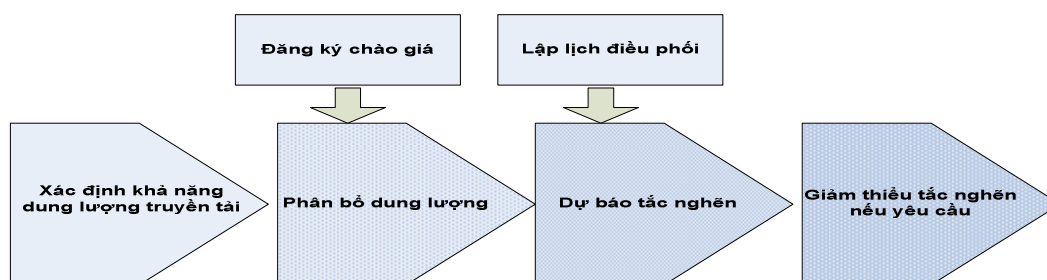 Đăng ký chào giá
Lập lịch điều phối
Xác định khả năng
dung lượng truyền tải
Phân bổ dung lượng
Dự báo tắc nghẽn
Giảm thiểu tắc nghẽn
nếu yêu cầu